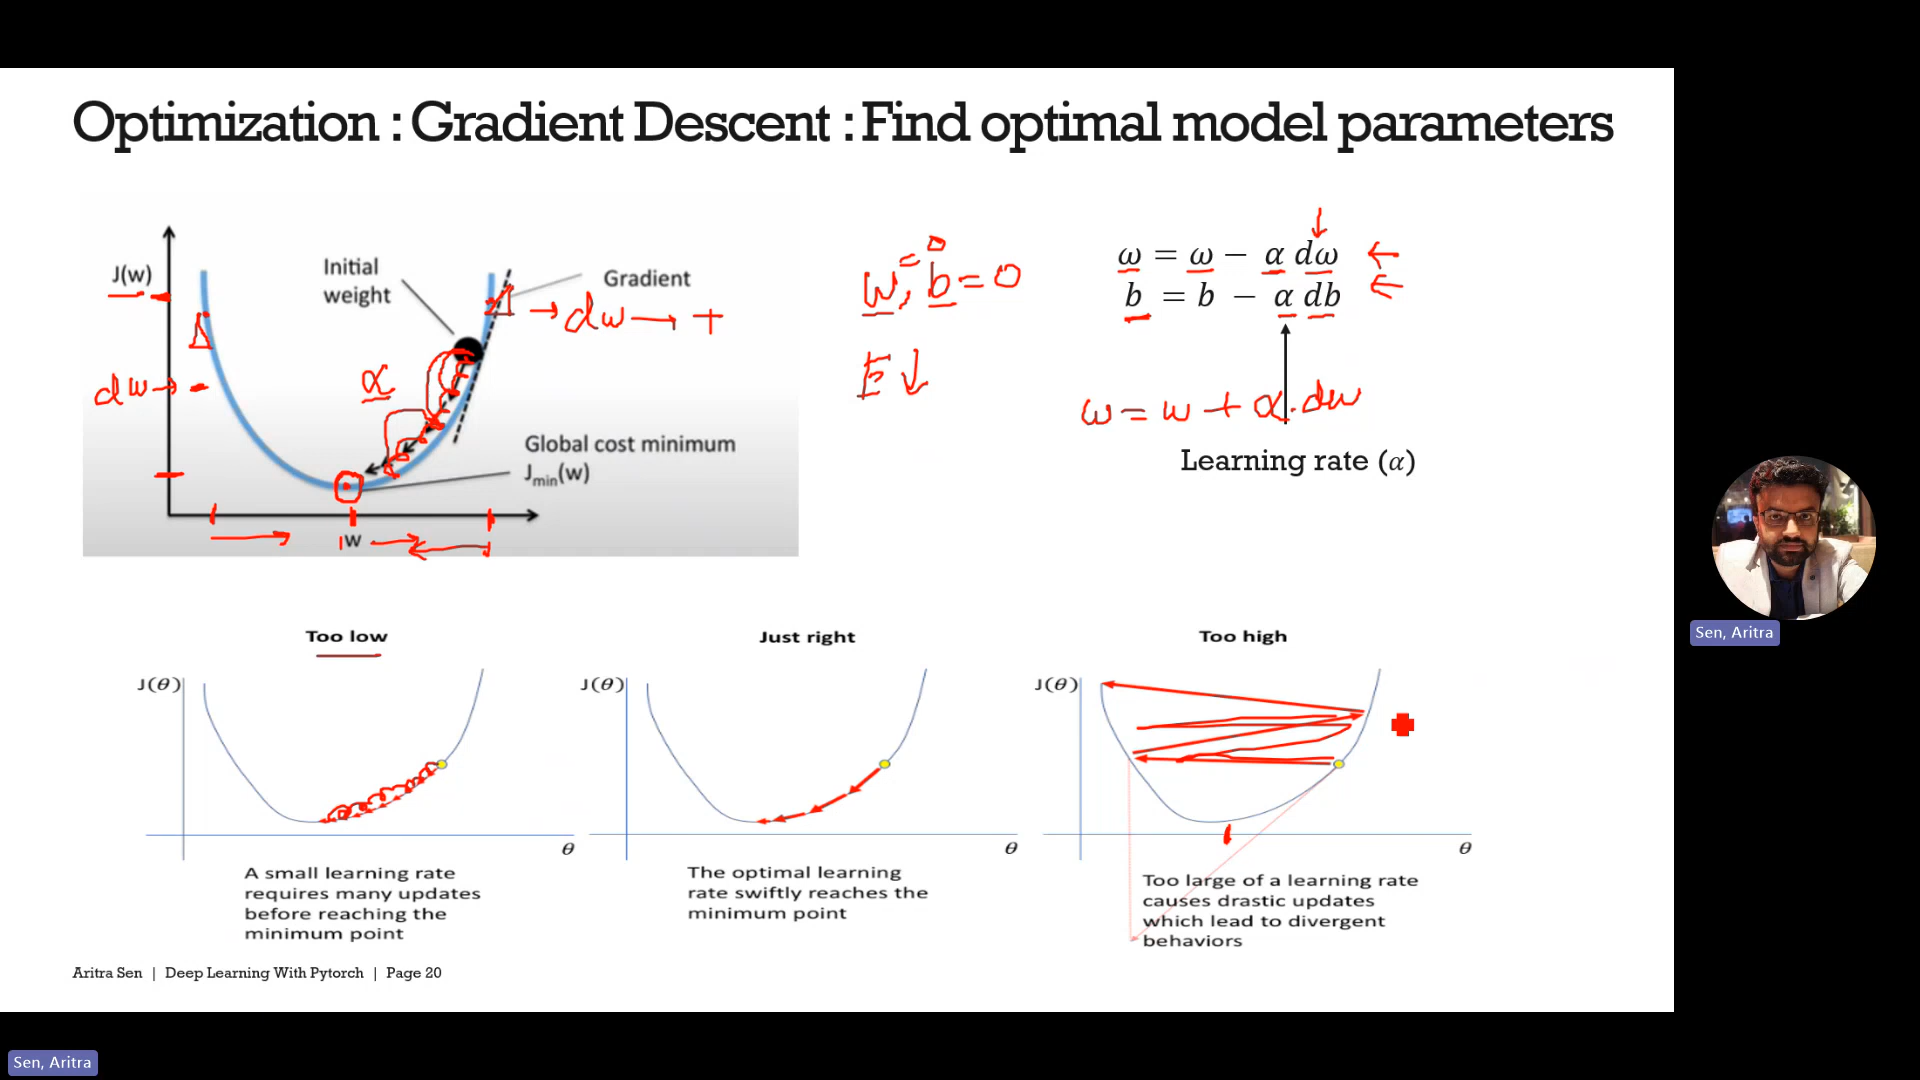 Optimization : Gradient Descent : Find optimal model parameters
J(w)
Initial
weight
Gradient
→ dw → +
dw →
α
Global cost minimum
Jmin(w)
w
w, b = 0
= 0
E ↓
ω = ω − α dω
b = b − α db
w = w + α·dw
Learning rate (α)
Sen, Aritra
Too low
J(θ)
θ
A small learning rate
requires many updates
before reaching the
minimum point
Just right
J(θ)
θ
The optimal learning
rate swiftly reaches the
minimum point
Too high
J(θ)
θ
Too large of a learning rate
causes drastic updates
which lead to divergent
behaviors
Aritra Sen | Deep Learning With Pytorch | Page 20
Sen, Aritra